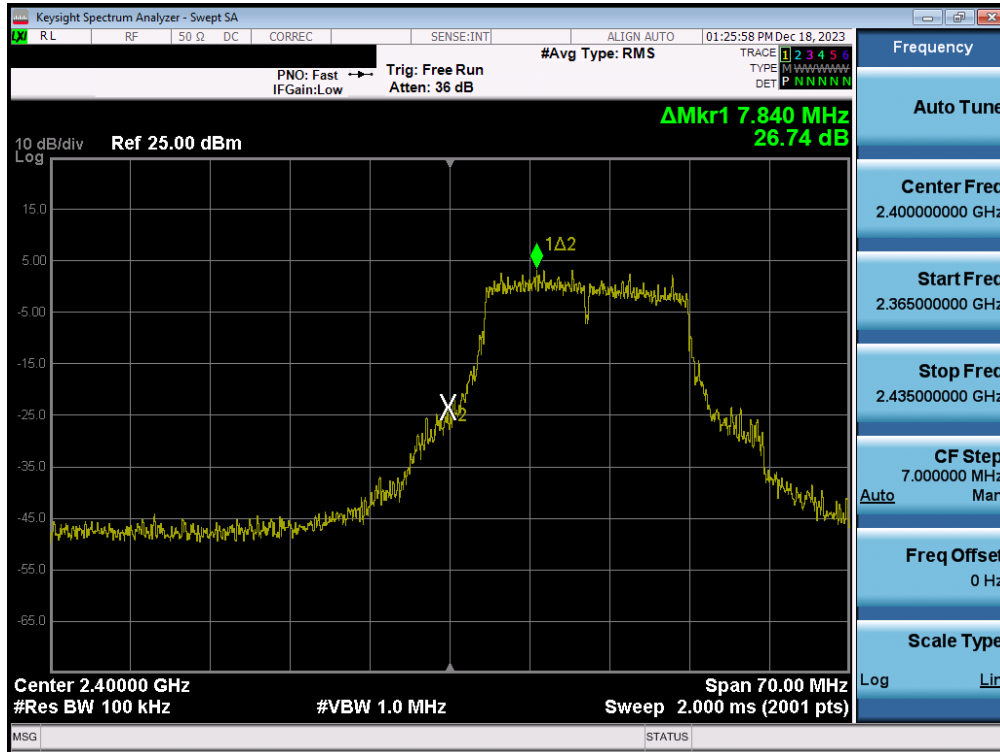 Keysight Spectrum Analyzer - Swept SA
LXI RL RF 50 Ω DC CORREC SENSE:INT ALIGN AUTO 01:25:58 PM Dec 18, 2023
PNO: Fast
IFGain:Low
Trig: Free Run
Atten: 36 dB
#Avg Type: RMS
TRACE 1 2 3 4 5 6
TYPE M WWWWW
DET P N N N N N
ΔMkr1 7.840 MHz
26.74 dB
10 dB/div Ref 25.00 dBm
Log
15.0
5.00
-5.00
-15.0
-25.0
-35.0
-45.0
-55.0
-65.0
1Δ2
X2
Center 2.40000 GHz Span 70.00 MHz
#Res BW 100 kHz #VBW 1.0 MHz Sweep 2.000 ms (2001 pts)
MSG STATUS
Frequency
Auto Tune
Center Freq
2.400000000 GHz
Start Freq
2.365000000 GHz
Stop Freq
2.435000000 GHz
CF Step
7.000000 MHz
Auto Man
Freq Offset
0 Hz
Scale Type
Log Lin